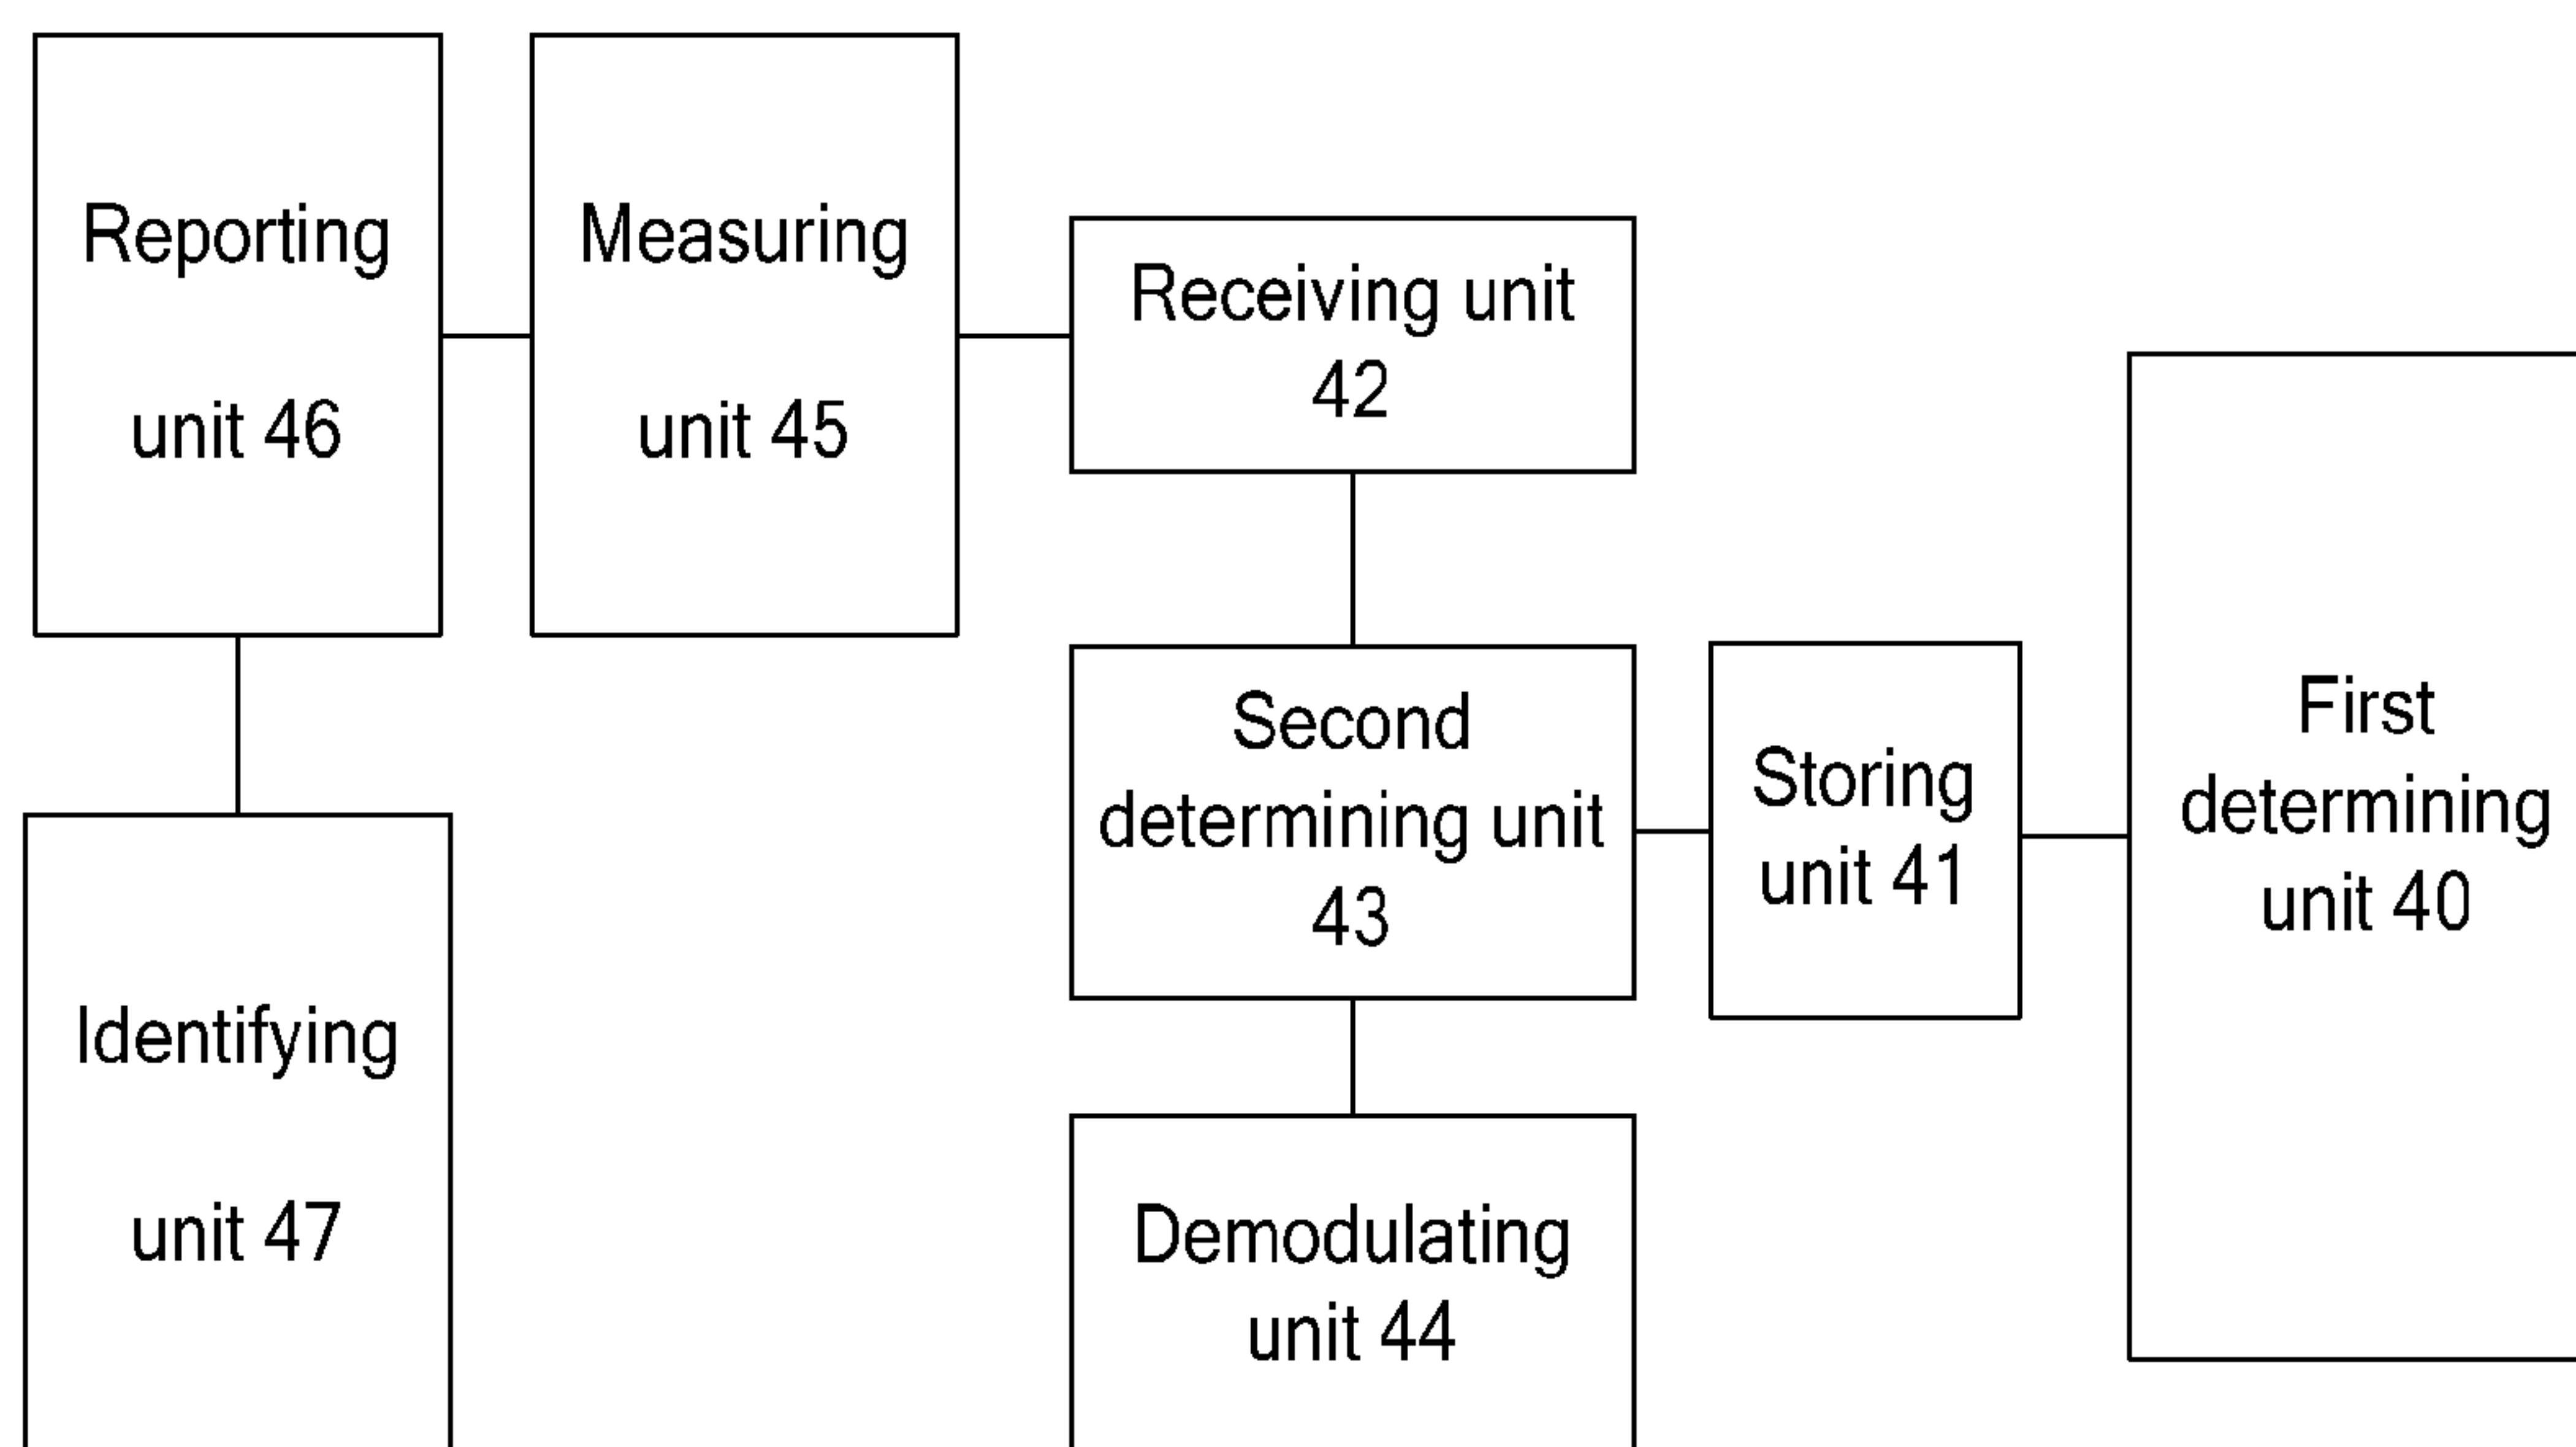 Reporting
unit 46
Measuring
unit 45
Receiving unit
42
Second
determining unit
43
Storing
unit 41
First
determining
unit 40
Identifying
unit 47
Demodulating
unit 44